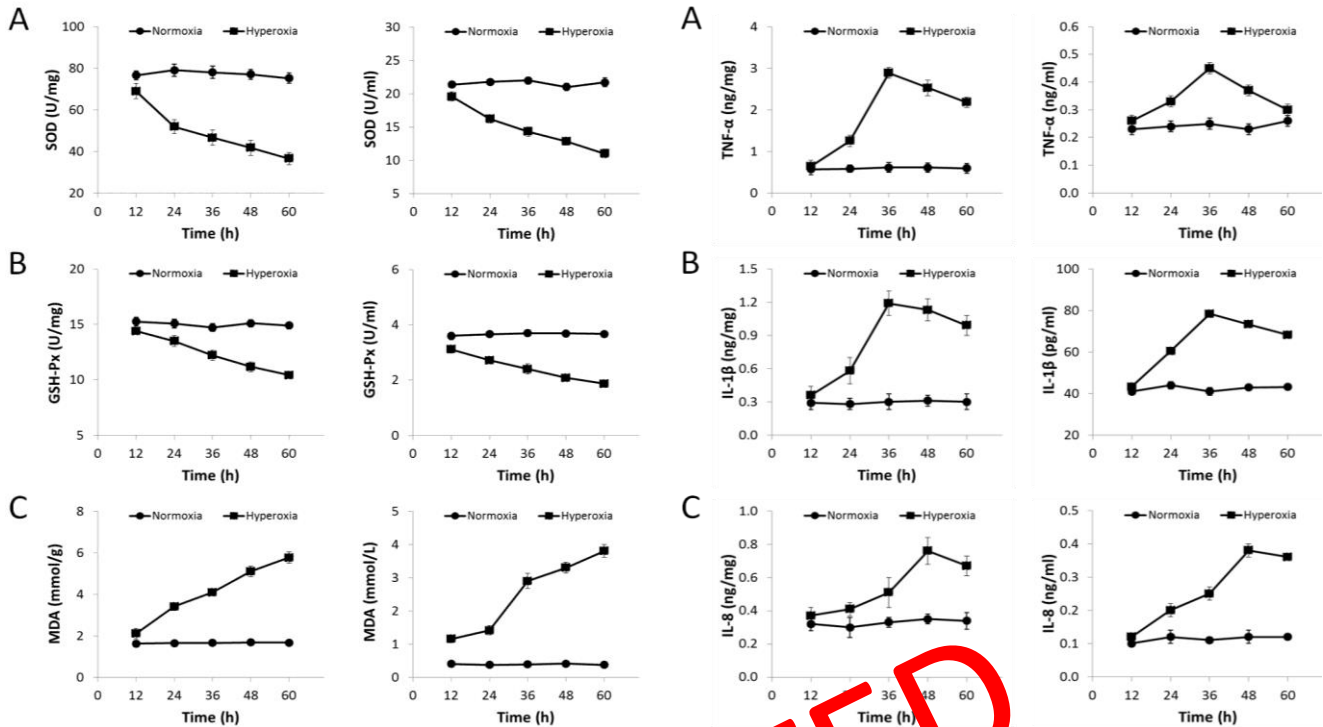 A
Normoxia Hyperoxia
SOD (U/mg)
100
80
60
40
20
0 12 24 36 48 60
Time (h)
Normoxia Hyperoxia
SOD (U/ml)
30
25
20
15
10
5
0 12 24 36 48 60
Time (h)
B
Normoxia Hyperoxia
GSH-Px (U/mg)
20
15
10
5
0 12 24 36 48 60
Time (h)
Normoxia Hyperoxia
GSH-Px (U/ml)
6
4
2
0
0 12 24 36 48 60
Time (h)
C
Normoxia Hyperoxia
MDA (mmol/g)
8
6
4
2
0
0 12 24 36 48 60
Time (h)
Normoxia Hyperoxia
MDA (mmol/L)
5
4
3
2
1
0
0 12 24 36 48 60
Time (h)
A
Normoxia Hyperoxia
TNF-α (ng/mg)
4
3
2
1
0
0 12 24 36 48 60
Time (h)
Normoxia Hyperoxia
TNF-α (ng/ml)
0.6
0.5
0.4
0.3
0.2
0.1
0.0
0 12 24 36 48 60
Time (h)
B
Normoxia Hyperoxia
IL-1β (ng/mg)
1.5
1.2
0.9
0.6
0.3
0.0
0 12 24 36 48 60
Time (h)
Normoxia Hyperoxia
IL-1β (pg/ml)
100
80
60
40
20
0 12 24 36 48 60
Time (h)
C
Normoxia Hyperoxia
IL-8 (ng/mg)
1.0
0.8
0.6
0.4
0.2
0.0
0 12 48 60
Time (h)
Normoxia Hyperoxia
IL-8 (ng/ml)
0.5
0.4
0.3
0.2
0.1
0.0
0 12 24 36 48 60
Time (h)
TED